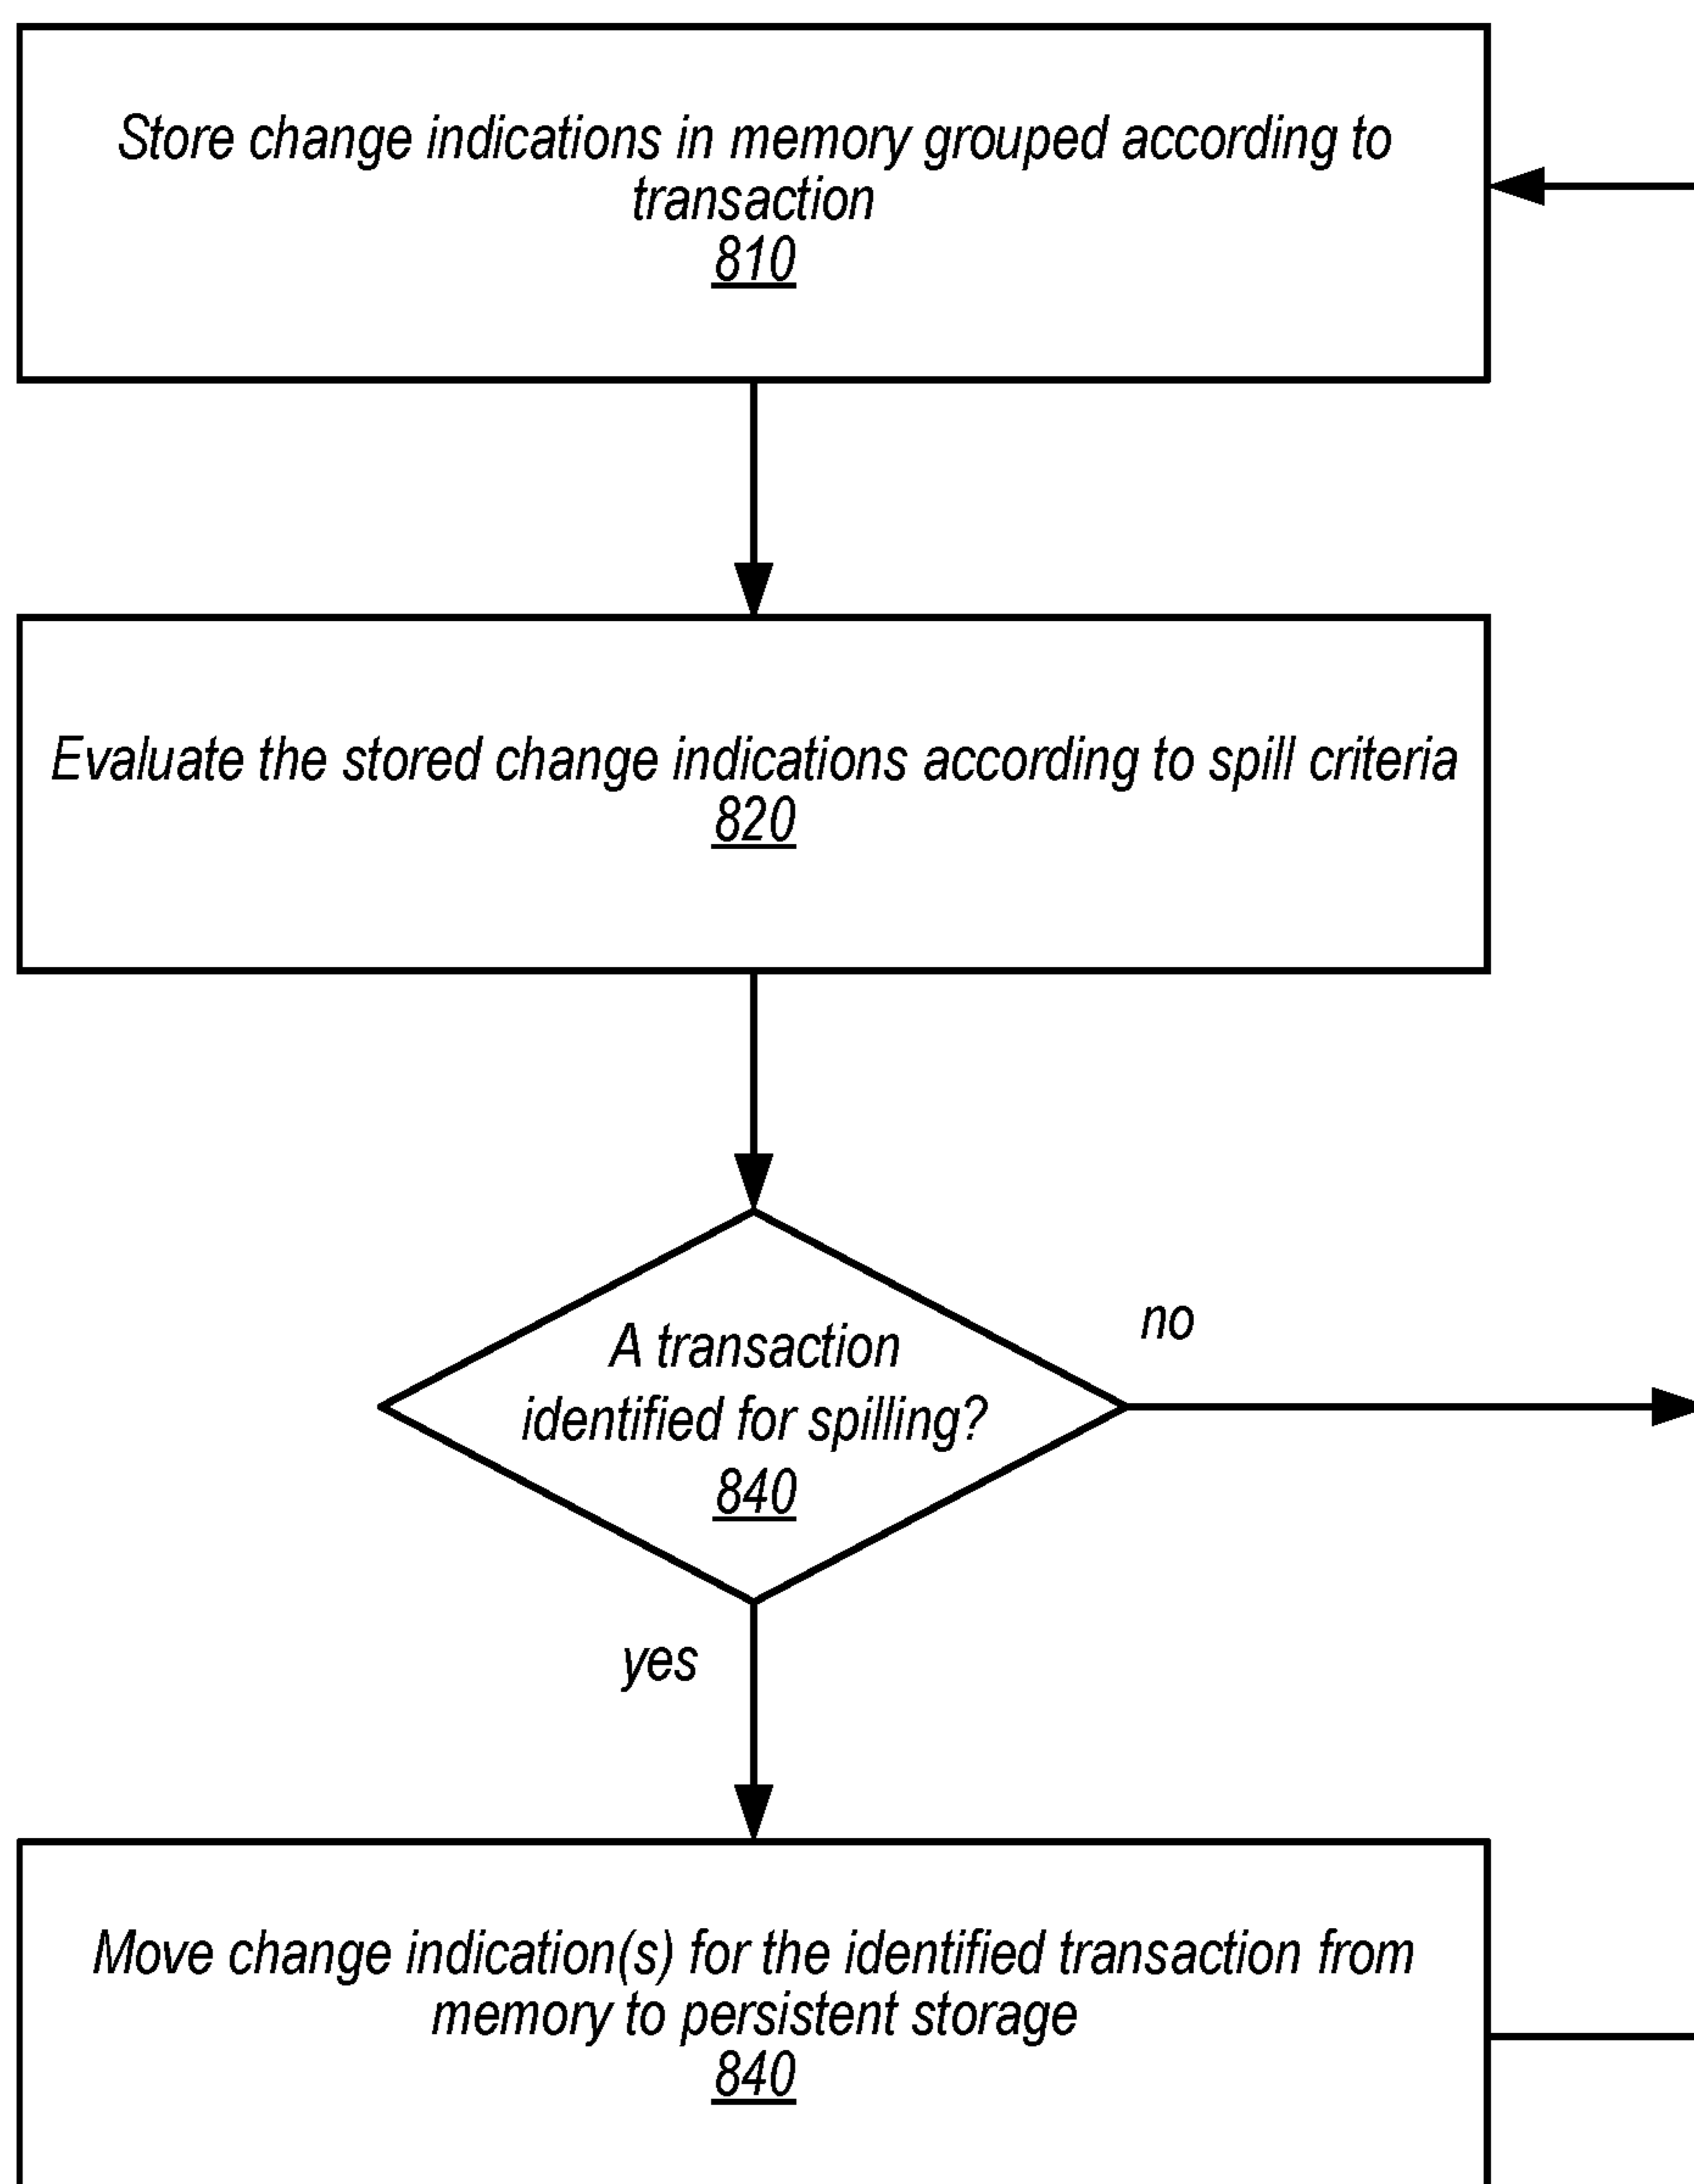 Store change indications in memory grouped according to
transaction
810
Evaluate the stored change indications according to spill criteria
820
A transaction
identified for spilling?
840
no
yes
Move change indication(s) for the identified transaction from
memory to persistent storage
840